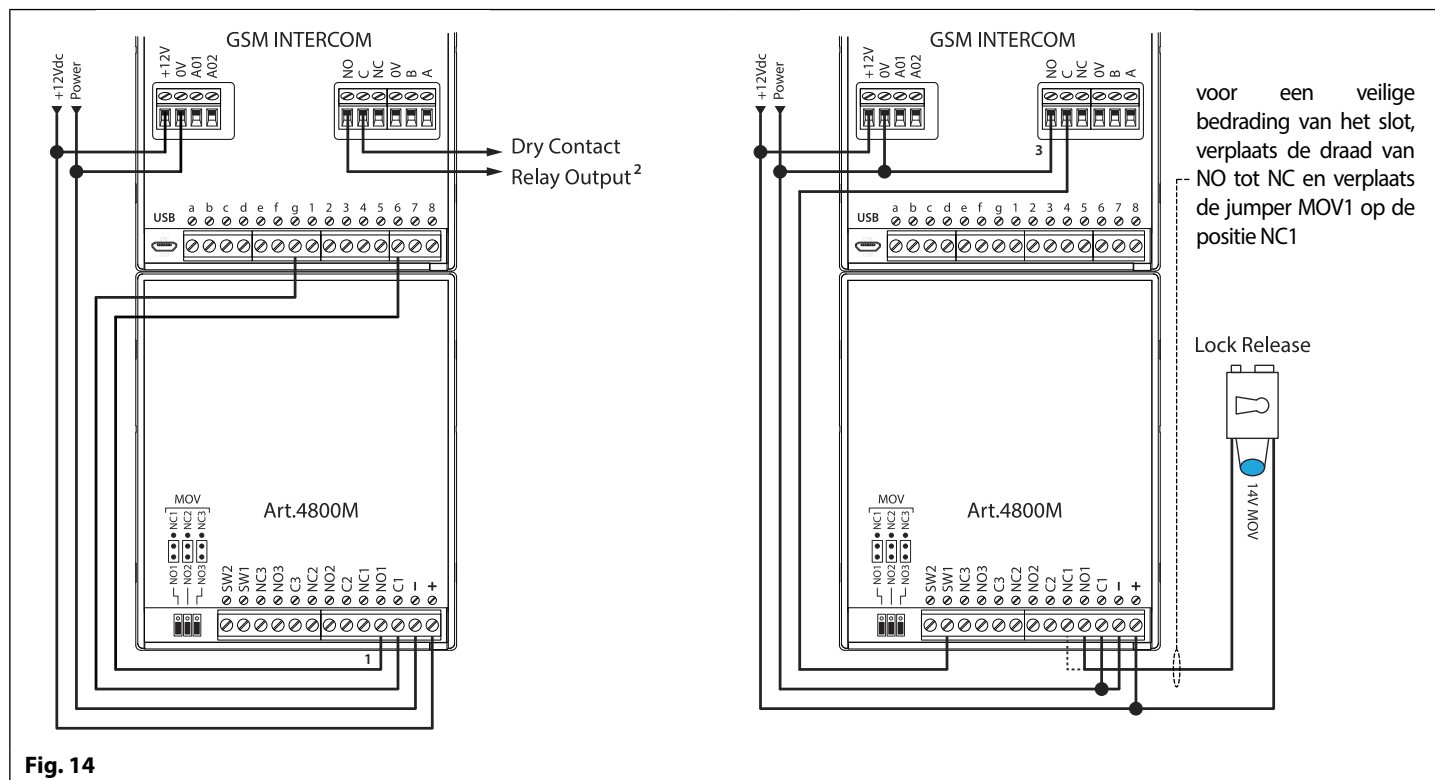 GSM INTERCOM
+12Vdc
Power
+12V
0V
A01
A02
NO
C
NC
0V
B
A
Dry Contact
Relay Output²
USB
a b c d e f g 1 2 3 4 5 6 7 8
MOV
NC1
NC2
NC3
NO1
NO2
NO3
Art.4800M
SW2
SW1
NC3
NO3
C3
NC2
NO2
C2
NC1
NO1
C1
–
+
1
GSM INTERCOM
+12Vdc
Power
+12V
0V
A01
A02
NO
C
NC
0V
B
A
3
voor een veilige
bedrading van het slot,
verplaats de draad van
NO tot NC en verplaats
de jumper MOV1 op de
positie NC1
USB
a b c d e f g 1 2 3 4 5 6 7 8
Lock Release
14V MOV
MOV
NC1
NC2
NC3
NO1
NO2
NO3
Art.4800M
SW2
SW1
NC3
NO3
C3
NC2
NO2
C2
NC1
NO1
C1
–
+
Fig. 14